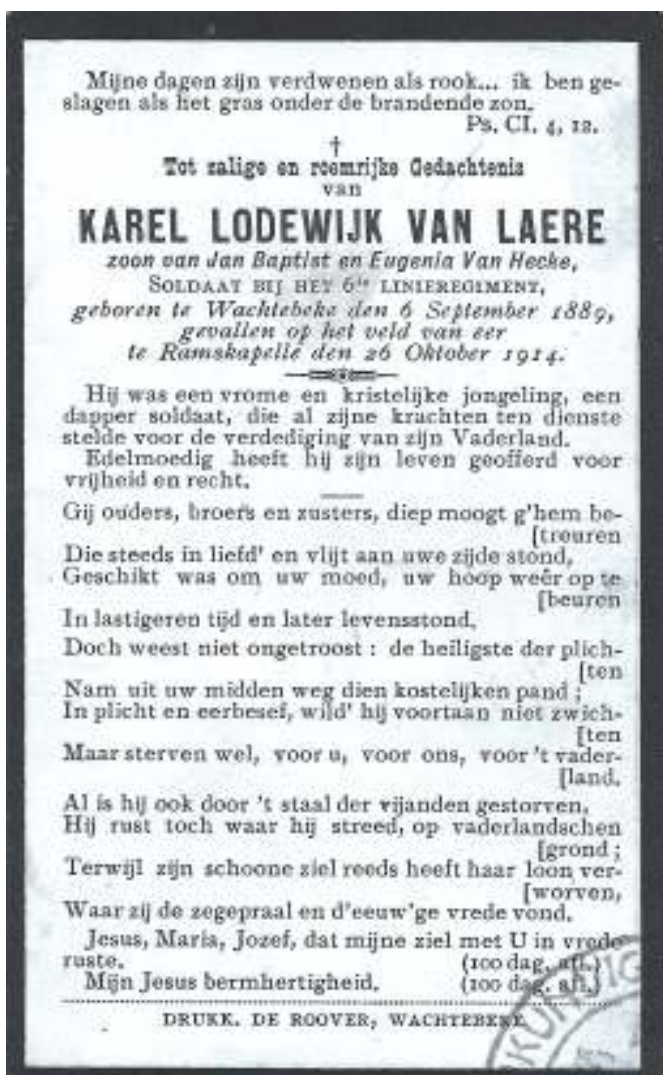 Mijne dagen zijn verdwenen als rook... ik ben ge-
slagen als het gras onder de brandende zon.
Ps. CI. 4, 12.
†
Tot zalige en roemrijke Gedachtenis
van
KAREL LODEWIJK VAN LAERE
zoon van Jan Baptist en Eugenia Van Hecke,
SOLDAAT BIJ HET 6de LINIEREGIMENT,
geboren te Wachtebeke den 6 September 1889,
gevallen op het veld van eer
te Ramskapelle den 26 Oktober 1914.
Hij was een vrome en kristelijke jongeling, een
dapper soldaat, die al zijne krachten ten dienste
stelde voor de verdediging van zijn Vaderland.
Edelmoedig heeft hij zijn leven geofferd voor
vrijheid en recht.
Gij ouders, broers en zusters, diep moogt g'hem be-
[treuren
Die steeds in liefd' en vlijt aan uwe zijde stond,
Geschikt was om uw moed, uw hoop weêr op te
[beuren
In lastigeren tijd en later levensstond.
Doch weest niet ongetroost : de heiligste der plich-
[ten
Nam uit uw midden weg dien kostelijken pand ;
In plicht en eerbesef, wild' hij voortaan niet zwich-
[ten
Maar sterven wel, voor u, voor ons, voor 't vader-
[land.
Al is hij ook door 't staal der vijanden gestorven,
Hij rust toch waar hij streed, op vaderlandschen
[grond ;
Terwijl zijn schoone ziel reeds heeft haar loon ver-
[worven,
Waar zij de zegepraal en d'eeuw'ge vrede vond.
Jesus, Maria, Jozef, dat mijne ziel met U in vrede
ruste. (100 dag. afl.)
Mijn Jesus bermhertigheid. (100 dag. afl.)
DRUKK. DE ROOVER, WACHTEBEKE